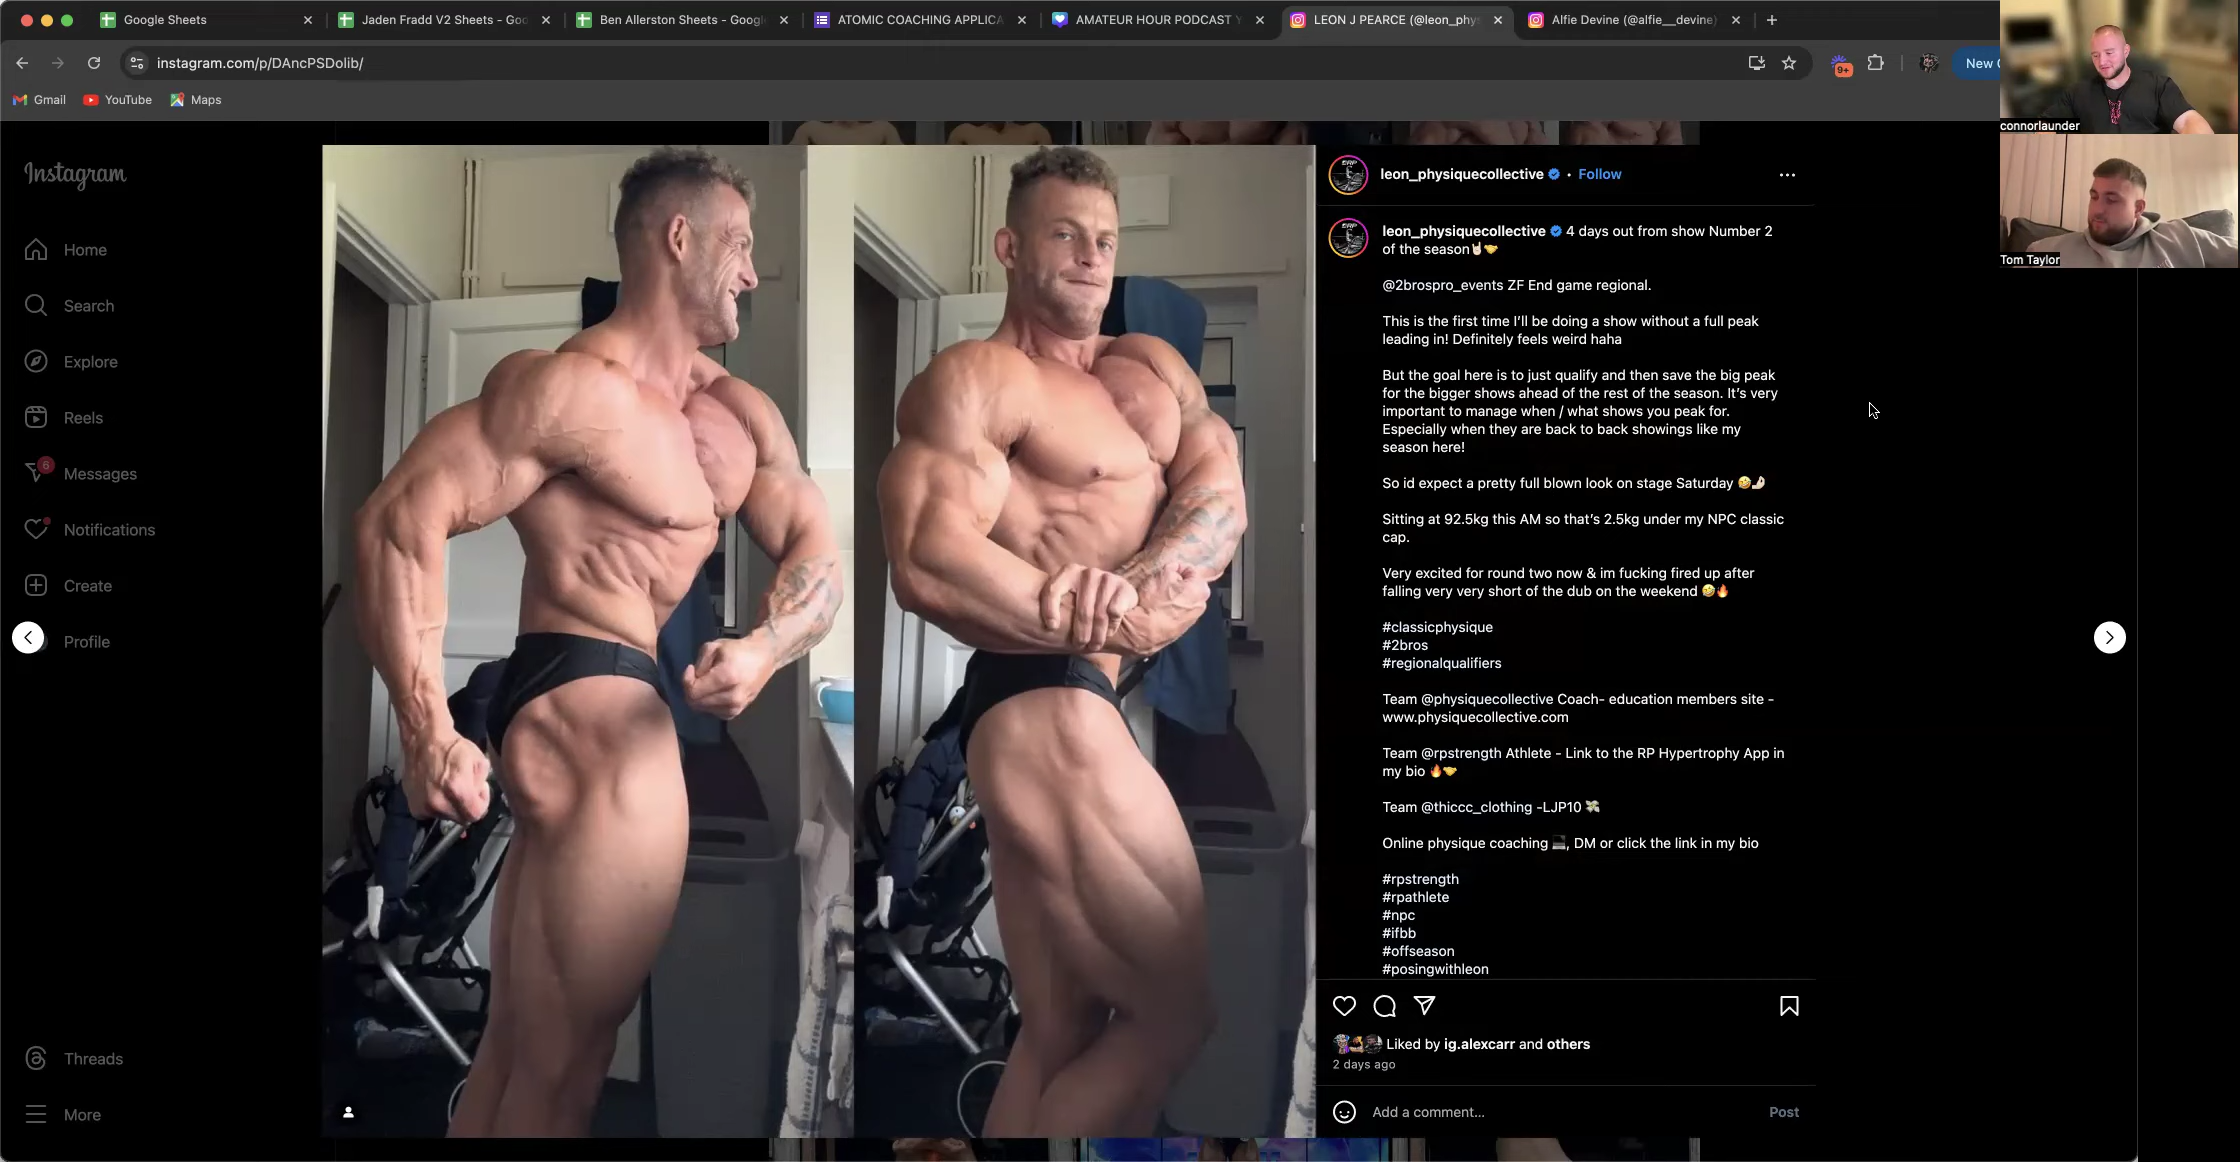 Google Sheets
Jaden Fradd V2 Sheets - Goo
Ben Allerston Sheets - Google
ATOMIC COACHING APPLICA
AMATEUR HOUR PODCAST Y
LEON J PEARCE (@leon_phys
Alfie Devine (@alfie__devine)
instagram.com/p/DAncPSDolib/
9+
New C
Gmail
YouTube
Maps
connorlaunder
Tom Taylor
Instagram
Home
Search
Explore
Reels
6
Messages
Notifications
Create
Profile
Threads
More
leon_physiquecollective • Follow
leon_physiquecollective 4 days out from show Number 2
of the season🤘🏻🤝
@2brospro_events ZF End game regional.
This is the first time I'll be doing a show without a full peak
leading in! Definitely feels weird haha
But the goal here is to just qualify and then save the big peak
for the bigger shows ahead of the rest of the season. It's very
important to manage when / what shows you peak for.
Especially when they are back to back showings like my
season here!
So id expect a pretty full blown look on stage Saturday 🤣🤌🏻
Sitting at 92.5kg this AM so that's 2.5kg under my NPC classic
cap.
Very excited for round two now & im fucking fired up after
falling very very short of the dub on the weekend 🤣🔥
#classicphysique
#2bros
#regionalqualifiers
Team @physiquecollective Coach- education members site -
www.physiquecollective.com
Team @rpstrength Athlete - Link to the RP Hypertrophy App in
my bio 🔥🤝
Team @thiccc_clothing -LJP10 💸
Online physique coaching 💻, DM or click the link in my bio
#rpstrength
#rpathlete
#npc
#ifbb
#offseason
#posingwithleon
Liked by ig.alexcarr and others
2 days ago
Add a comment...
Post